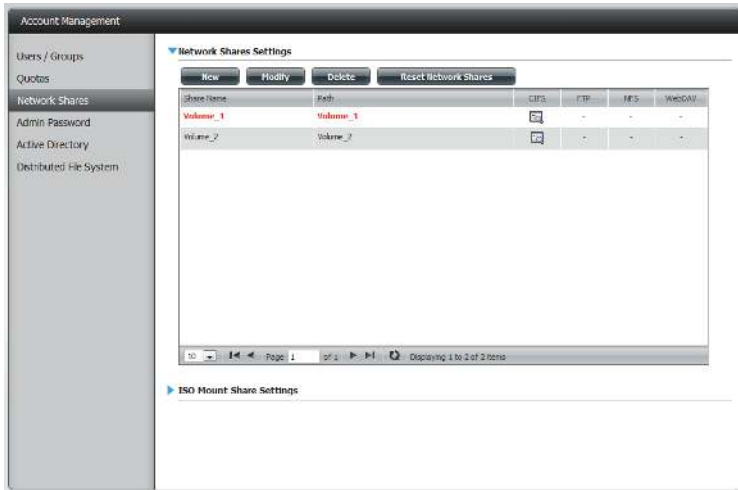 Account Management
Users / Groups
Quotas
Network Shares
Admin Password
Active Directory
Distributed File System
Network Shares Settings
New Modify Delete Reset Network Shares
Share Name Path CIFS FTP NFS WebDAV
Volume_1 Volume_1 - - -
Volume_2 Volume_2 - - -
10 Page 1 of 1 Displaying 1 to 2 of 2 items
ISO Mount Share Settings